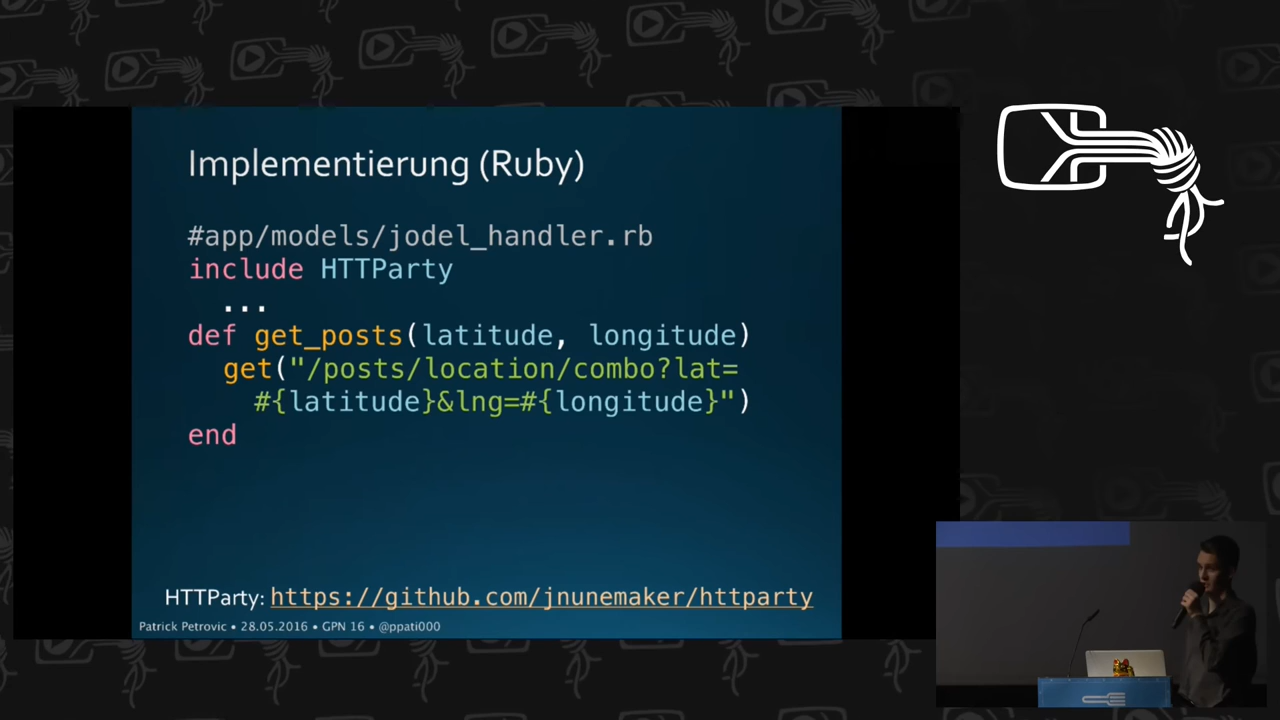 Implementierung (Ruby)
#app/models/jodel_handler.rb
include HTTParty
...
def get_posts(latitude, longitude)
get("/posts/location/combo?lat=
#{latitude}&lng=#{longitude}")
end
HTTParty: https://github.com/jnunemaker/httparty
Patrick Petrovic • 28.05.2016 • GPN 16 • @ppati000